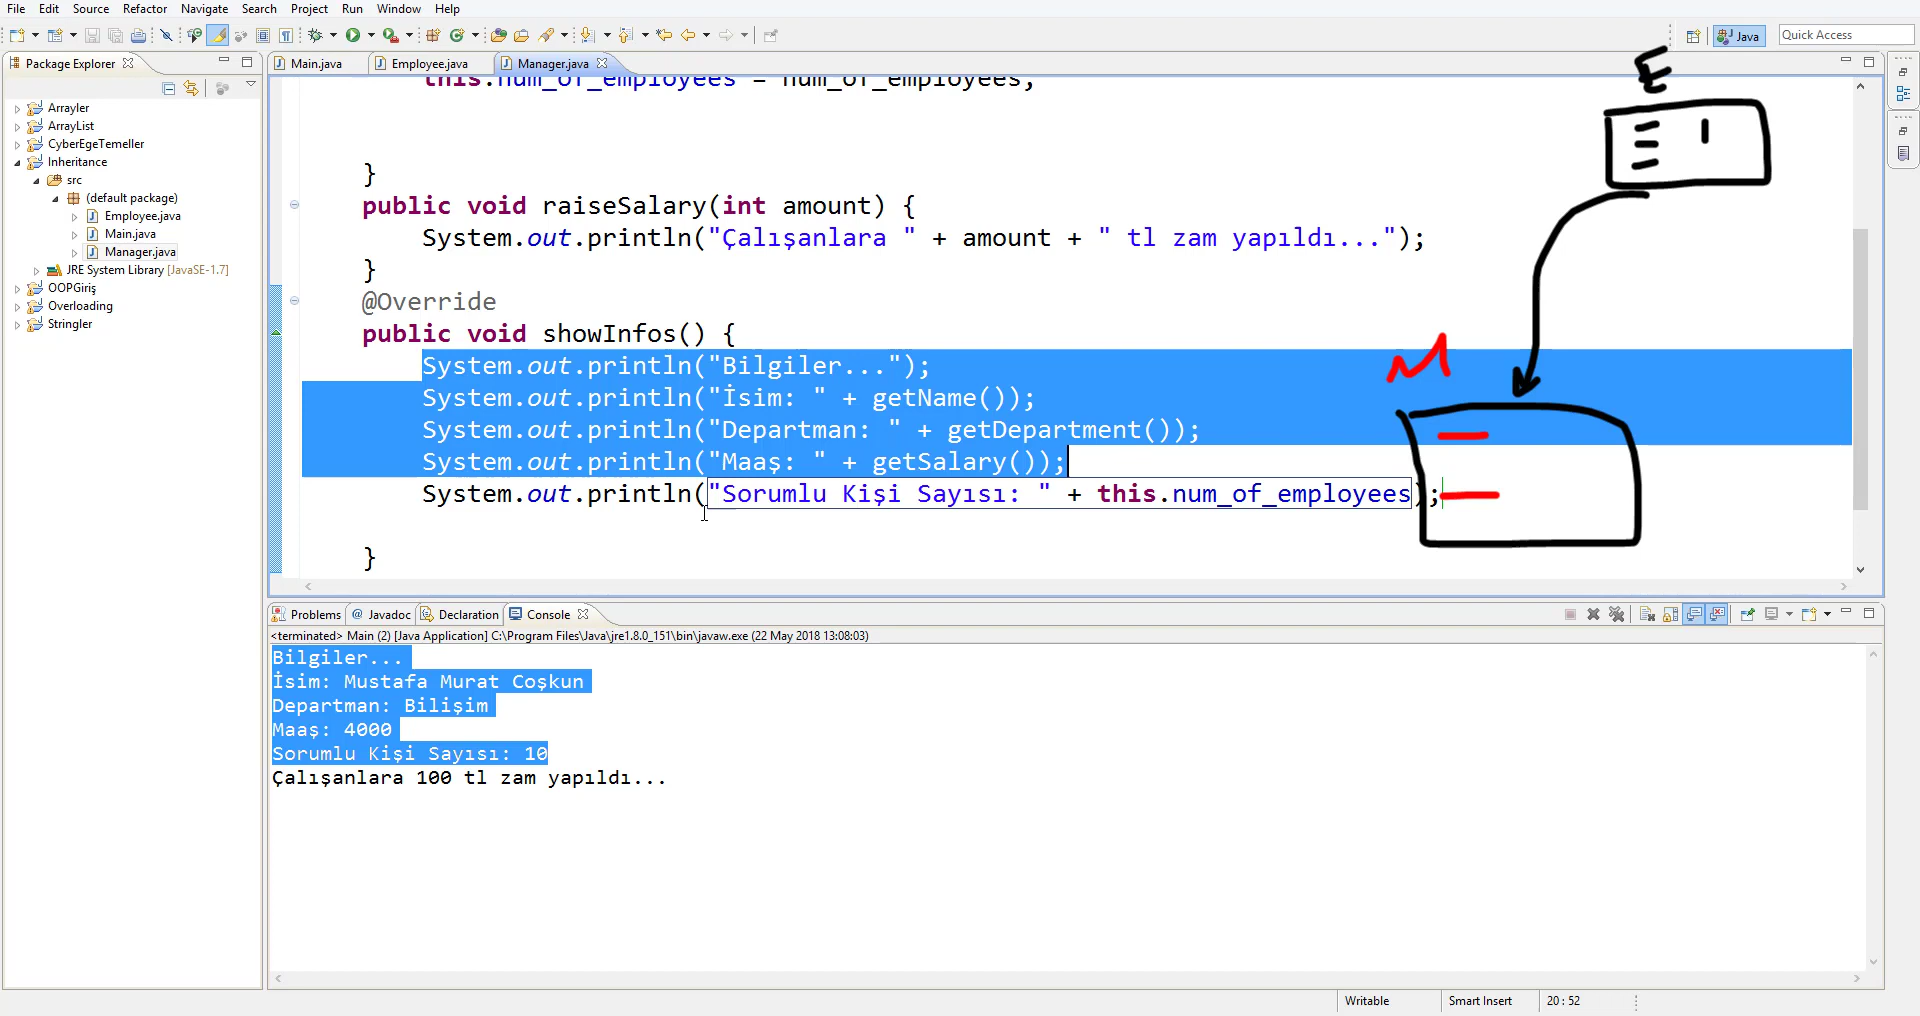 File Edit Source Refactor Navigate Search Project Run Window Help
Java
Quick Access
Package Explorer
Main.java
Employee.java
Manager.java
Arrayler
ArrayList
CyberEgeTemeller
Inheritance
src
(default package)
Employee.java
Main.java
Manager.java
JRE System Library [JavaSE-1.7]
OOPGiriş
Overloading
Stringler
this.num_of_employees = num_of_employees;
}
public void raiseSalary(int amount) {
System.out.println("Çalışanlara " + amount + " tl zam yapıldı...");
}
@Override
public void showInfos() {
System.out.println("Bilgiler...");
System.out.println("İsim: " + getName());
System.out.println("Departman: " + getDepartment());
System.out.println("Maaş: " + getSalary());
System.out.println("Sorumlu Kişi Sayısı: " + this.num_of_employees);
}
E
M
Problems @ Javadoc Declaration Console
<terminated> Main (2) [Java Application] C:\Program Files\Java\jre1.8.0_151\bin\javaw.exe (22 May 2018 13:08:03)
Bilgiler...
İsim: Mustafa Murat Coşkun
Departman: Bilişim
Maaş: 4000
Sorumlu Kişi Sayısı: 10
Çalışanlara 100 tl zam yapıldı...
Writable
Smart Insert
20 : 52